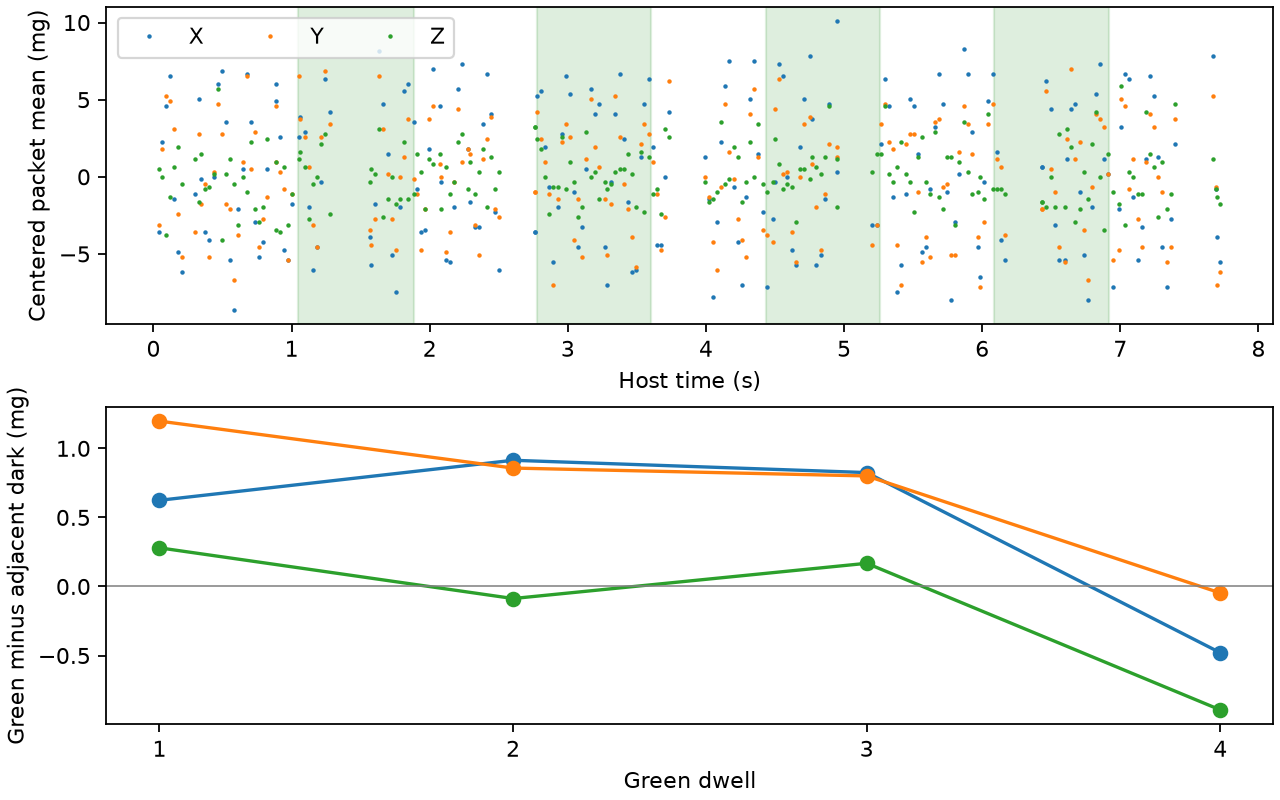 Centered packet mean (mg)
10
5
0
−5
X Y Z
0 1 2 3 4 5 6 7 8
Host time (s)
Green minus adjacent dark (mg)
1.0
0.5
0.0
−0.5
1 2 3 4
Green dwell